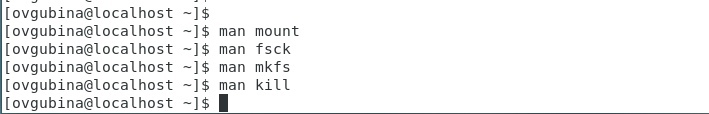 [ovgubina@localhost ~]$
[ovgubina@localhost ~]$ man mount
[ovgubina@localhost ~]$ man fsck
[ovgubina@localhost ~]$ man mkfs
[ovgubina@localhost ~]$ man kill
[ovgubina@localhost ~]$